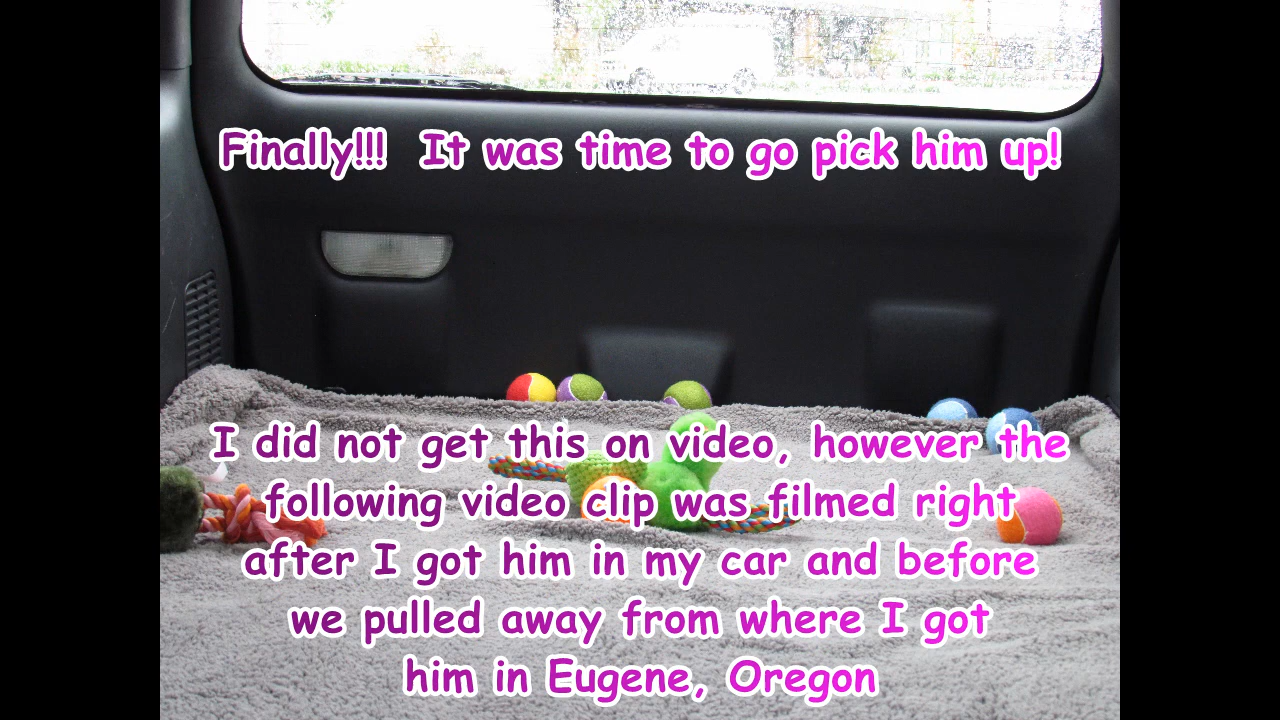 Finally!!! It was time to go pick him up!
I did not get this on video, however the
following video clip was filmed right
after I got him in my car and before
we pulled away from where I got
him in Eugene, Oregon